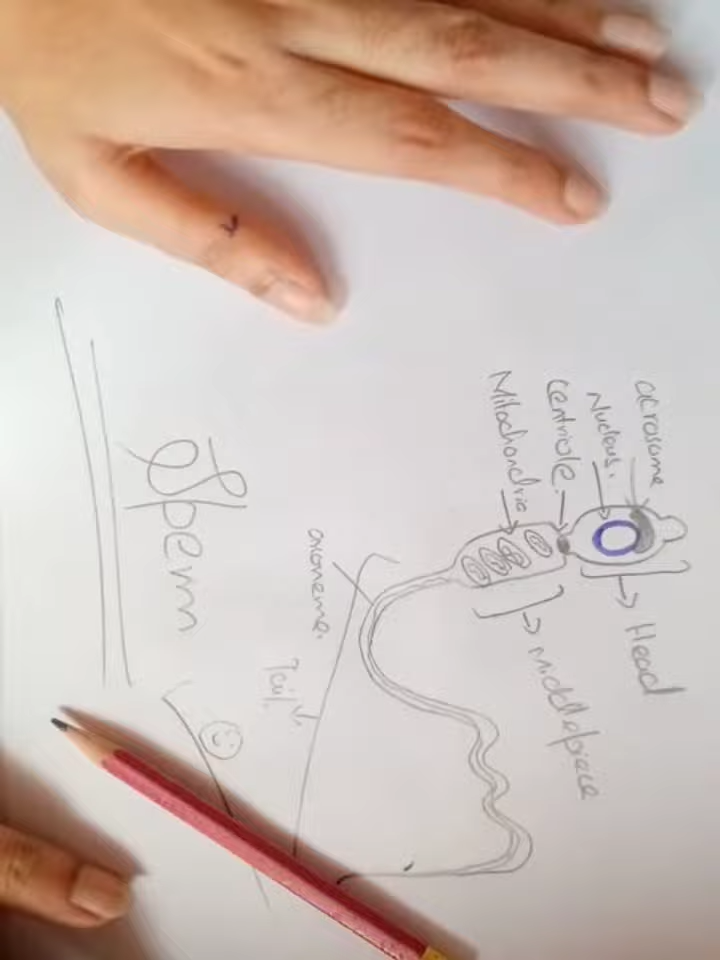 acrosome
Nucleus.
Centriole.
Mitochondria
Head
Middlepiece
axoneme.
Tail.
Sperm